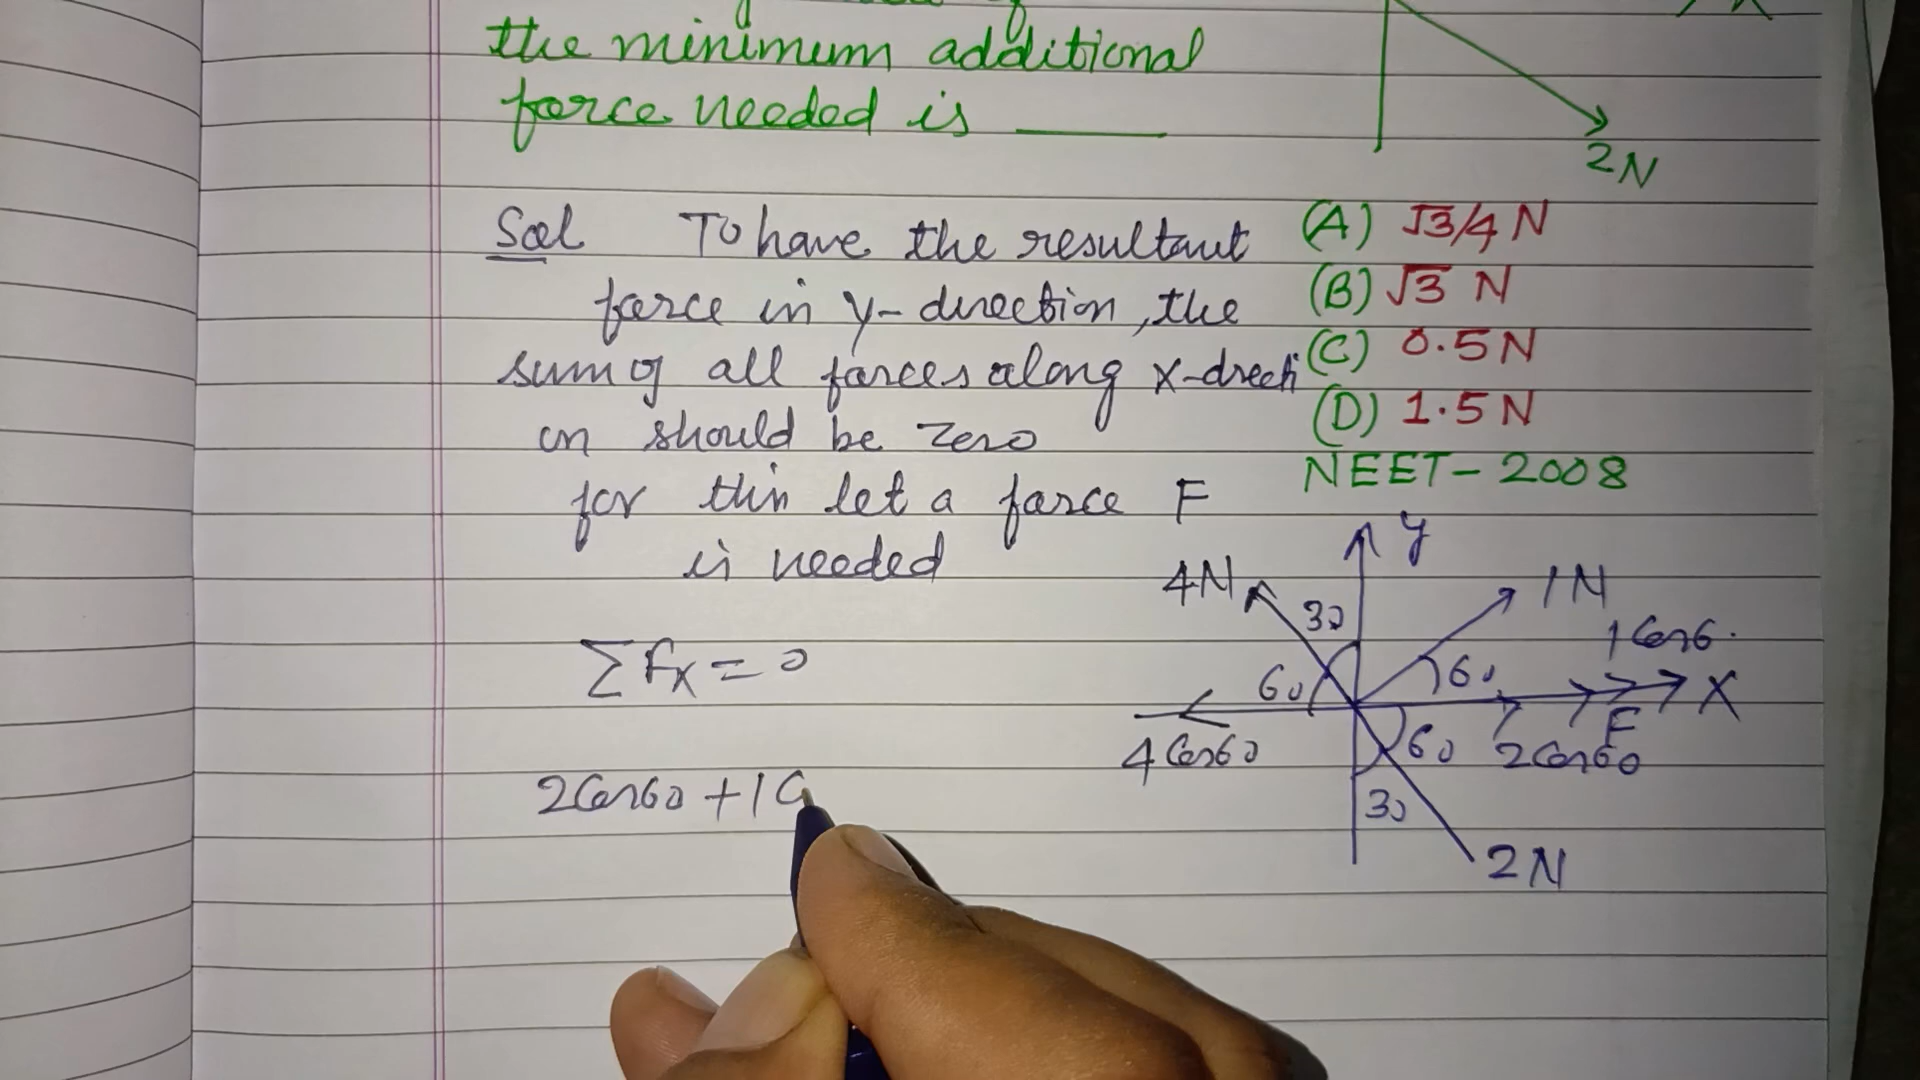 the minimum additional
force needed is ______
2N
Sol To have the resultant
force in y-direction, the
sum of all forces along x-directi
on should be zero
for this let a force F
is needed
(A) √3/4 N
(B) √3 N
(C) 0.5 N
(D) 1.5 N
NEET-2008
ΣFx = 0
2Cos60 + 1C
y
4N
30
1N
1Cos6
60
60
X
F
4Cos60
60
2Cos60
30
2N